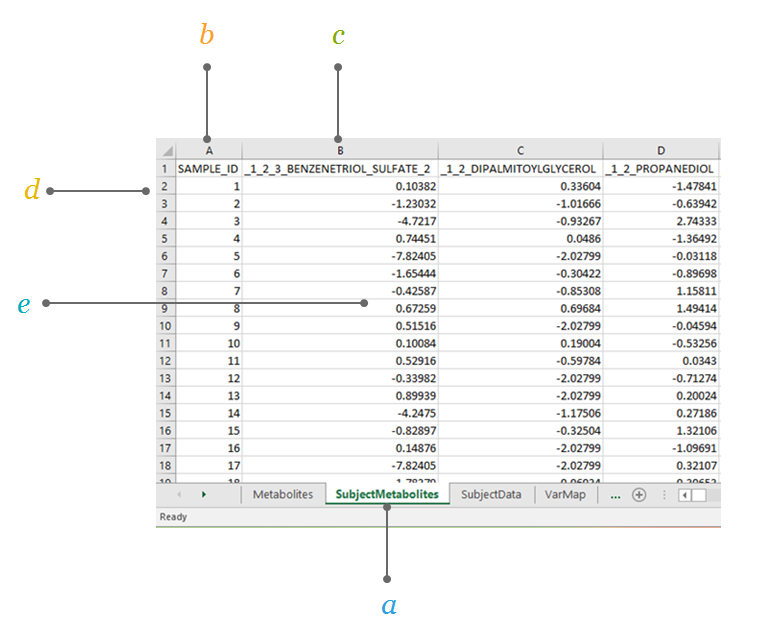 b c
A B C D
1 SAMPLE_ID _1_2_3_BENZENETRIOL_SULFATE_2 _1_2_DIPALMITOYLGLYCEROL _1_2_PROPANEDIOL
d
2 1 0.10382 0.33604 -1.47841
3 2 -1.23032 -1.01666 -0.63942
4 3 -4.7217 -0.93267 2.74333
5 4 0.74451 0.0486 -1.36492
6 5 -7.82405 -2.02799 -0.03118
7 6 -1.65444 -0.30422 -0.89698
8 7 -0.42587 -0.85308 1.15811
e
9 8 0.67259 0.69684 1.49414
10 9 0.51516 -2.02799 -0.04594
11 10 0.10084 0.19004 -0.53256
12 11 0.52916 -0.59784 0.0343
13 12 -0.33982 -2.02799 -0.71274
14 13 0.89939 -2.02799 0.20024
15 14 -4.2475 -1.17506 0.27186
16 15 -0.82897 -0.32504 1.32106
17 16 0.14876 -2.02799 -1.09691
18 17 -7.82405 -2.02799 0.32107
19 18
Metabolites SubjectMetabolites SubjectData VarMap ...
Ready
a